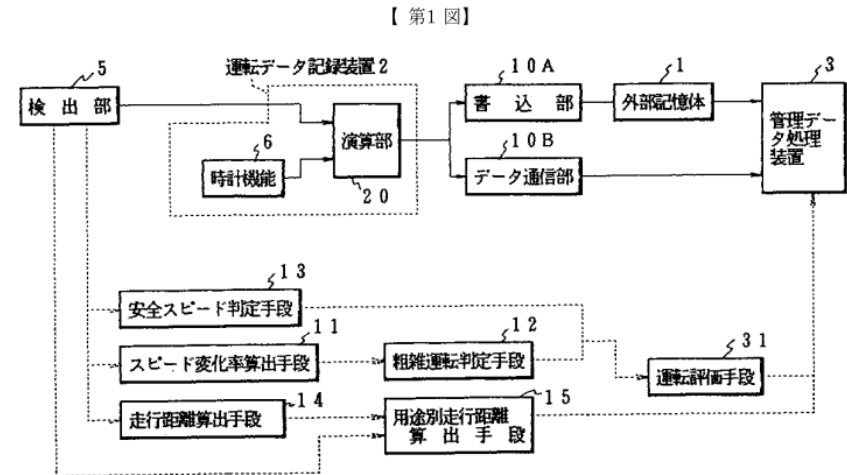 【 第1 図】
5
検 出 部
運転データ記録装置2
6
時計機能
演算部
20
10A
書 込 部
10B
データ通信部
1
外部記憶体
3
管理デー
タ処理
装置
13
安全スピード判定手段
11
スピード変化率算出手段
12
粗雑運転判定手段
31
運転評価手段
14
走行距離算出手段
15
用途別走行距離
算 出 手 段